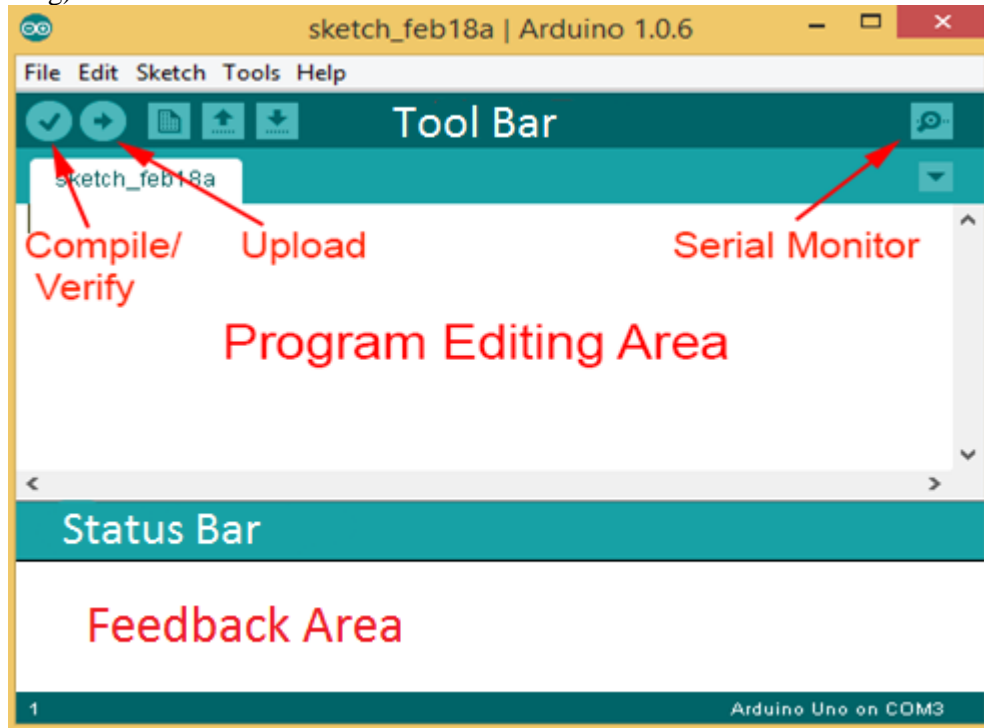 sketch_feb18a | Arduino 1.0.6
File Edit Sketch Tools Help
Tool Bar
sketch_feb18a
Compile/ Upload Serial Monitor
Verify
Program Editing Area
Status Bar
Feedback Area
1 Arduino Uno on COM3